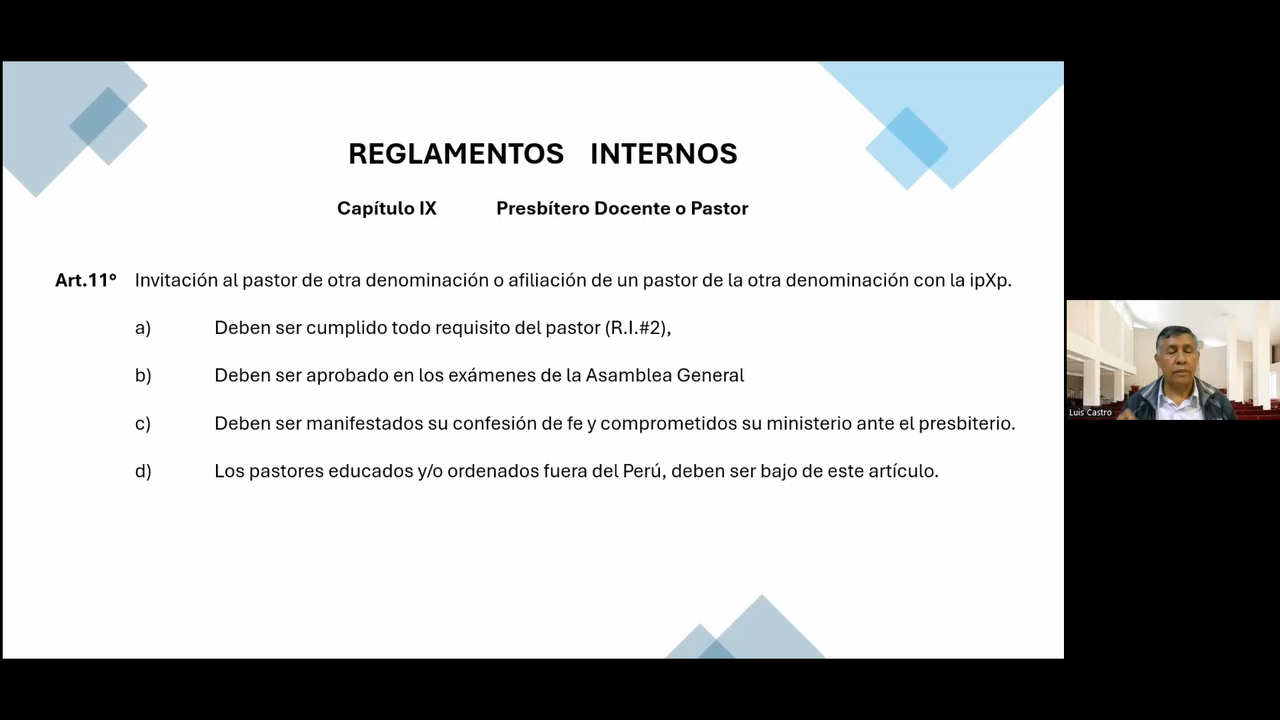 REGLAMENTOS INTERNOS
Capítulo IX Presbítero Docente o Pastor
Art.11° Invitación al pastor de otra denominación o afiliación de un pastor de la otra denominación con la ipXp.
a) Deben ser cumplido todo requisito del pastor (R.I.#2),
b) Deben ser aprobado en los exámenes de la Asamblea General
c) Deben ser manifestados su confesión de fe y comprometidos su ministerio ante el presbiterio.
d) Los pastores educados y/o ordenados fuera del Perú, deben ser bajo de este artículo.
Luis Castro